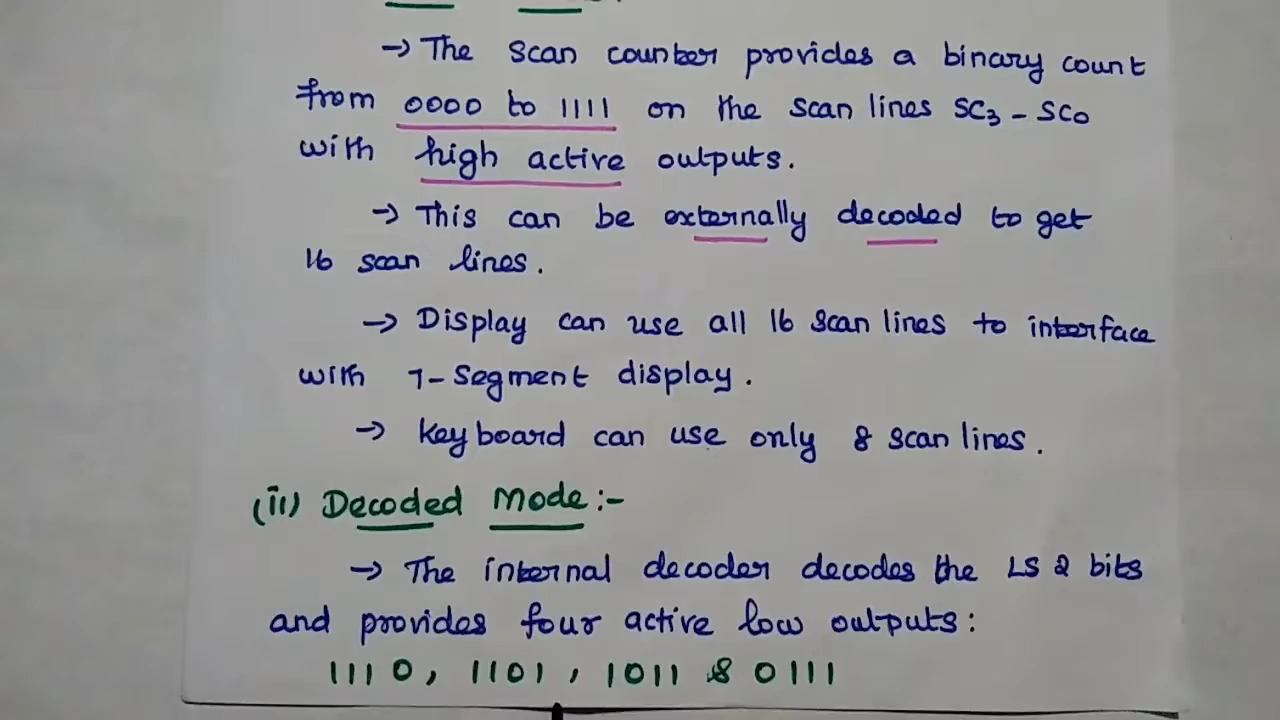 → The scan counter provides a binary count
from 0000 to 1111 on the scan lines SC3 - SC0
with high active outputs.
→ This can be externally decoded to get
16 scan lines.
→ Display can use all 16 scan lines to interface
with 7-segment display.
→ Keyboard can use only 8 scan lines.
(ii) Decoded Mode:-
→ The internal decoder decodes the LS 2 bits
and provides four active low outputs:
1110, 1101, 1011 & 0111